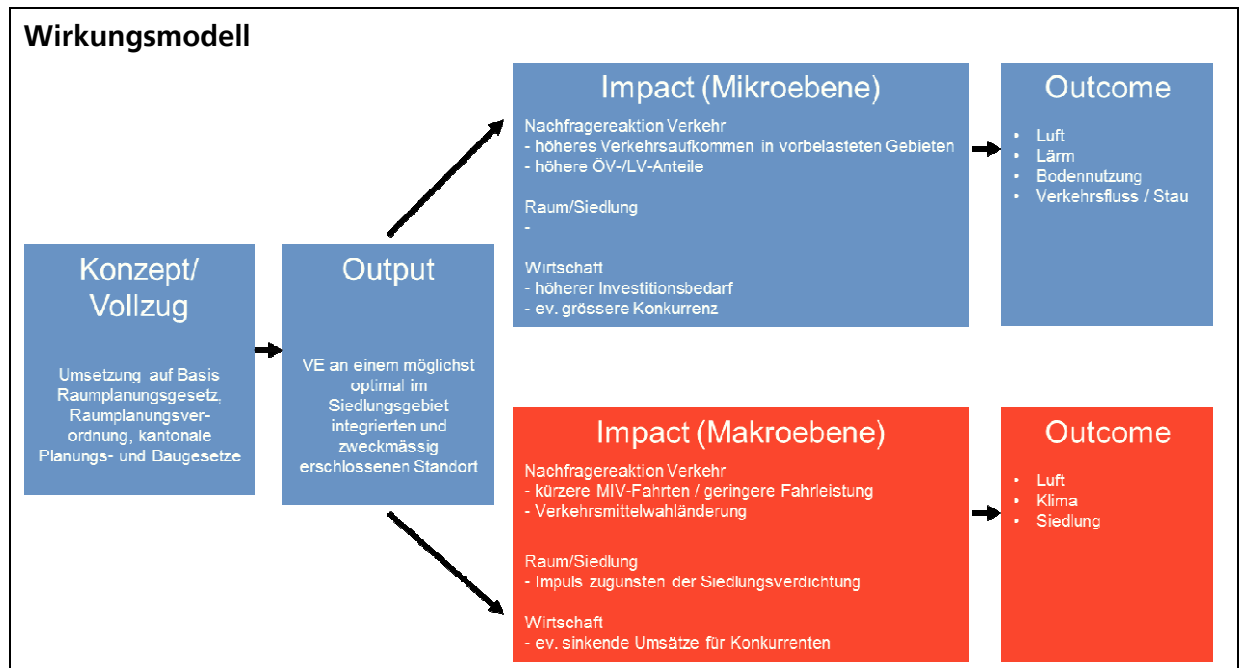 Wirkungsmodell
Konzept/
Vollzug
Umsetzung auf Basis
Raumplanungsgesetz,
Raumplanungsver-
ordnung, kantonale
Planungs- und Baugesetze
Output
VE an einem möglichst
optimal im
Siedlungsgebiet
integrierten und
zweckmässig
erschlossenen Standort
Impact (Mikroebene)
Nachfragereaktion Verkehr
- höheres Verkehrsaufkommen in vorbelasteten Gebieten
- höhere ÖV-/LV-Anteile
Raum/Siedlung
-
Wirtschaft
- höherer Investitionsbedarf
- ev. grössere Konkurrenz
Outcome
• Luft
• Lärm
• Bodennutzung
• Verkehrsfluss / Stau
Impact (Makroebene)
Nachfragereaktion Verkehr
- kürzere MIV-Fahrten / geringere Fahrleistung
- Verkehrsmittelwahländerung
Raum/Siedlung
- Impuls zugunsten der Siedlungsverdichtung
Wirtschaft
- ev. sinkende Umsätze für Konkurrenten
Outcome
• Luft
• Klima
• Siedlung